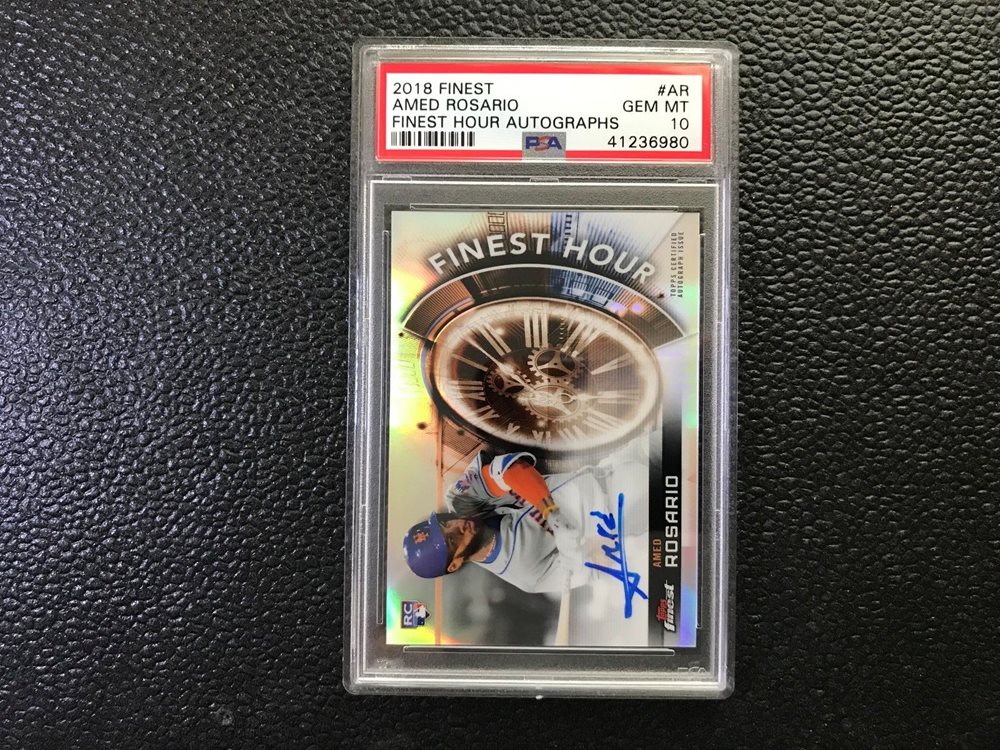 2018 FINEST #AR
AMED ROSARIO GEM MT
FINEST HOUR AUTOGRAPHS 10
PSA 41236980
FINEST HOUR
TOPPS CERTIFIED
AUTOGRAPH ISSUE
AMED
ROSARIO
Topps
finest
RC